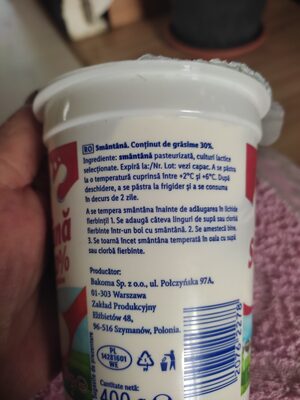 RO Smântână. Conținut de grăsime 30%.
Ingrediente: smântână pasteurizată, culturi lactice
selecționate. Expiră la:/Nr. Lot: vezi capac. A se păstra
la o temperatură cuprinsă între +2°C și +6°C. După
deschidere, a se păstra la frigider și a se consuma
în decurs de 2 zile.
A se tempera smântâna înainte de adăugarea în lichide
fierbinți! 1. Se adaugă câteva linguri de supă sau ciorbă
fierbinte într-un bol cu smântână. 2. Se amestecă bine.
3. Se toarnă încet smântâna temperată în oala cu supă
sau ciorbă fierbinte.
Producător:
Bakoma Sp. z o.o., ul. Połczyńska 97A,
01-303 Warszawa
Zakład Produkcyjny
Elżbietów 48,
96-516 Szymanów, Polonia.
PL
14281601
WE
Cantitate netă:
400 g